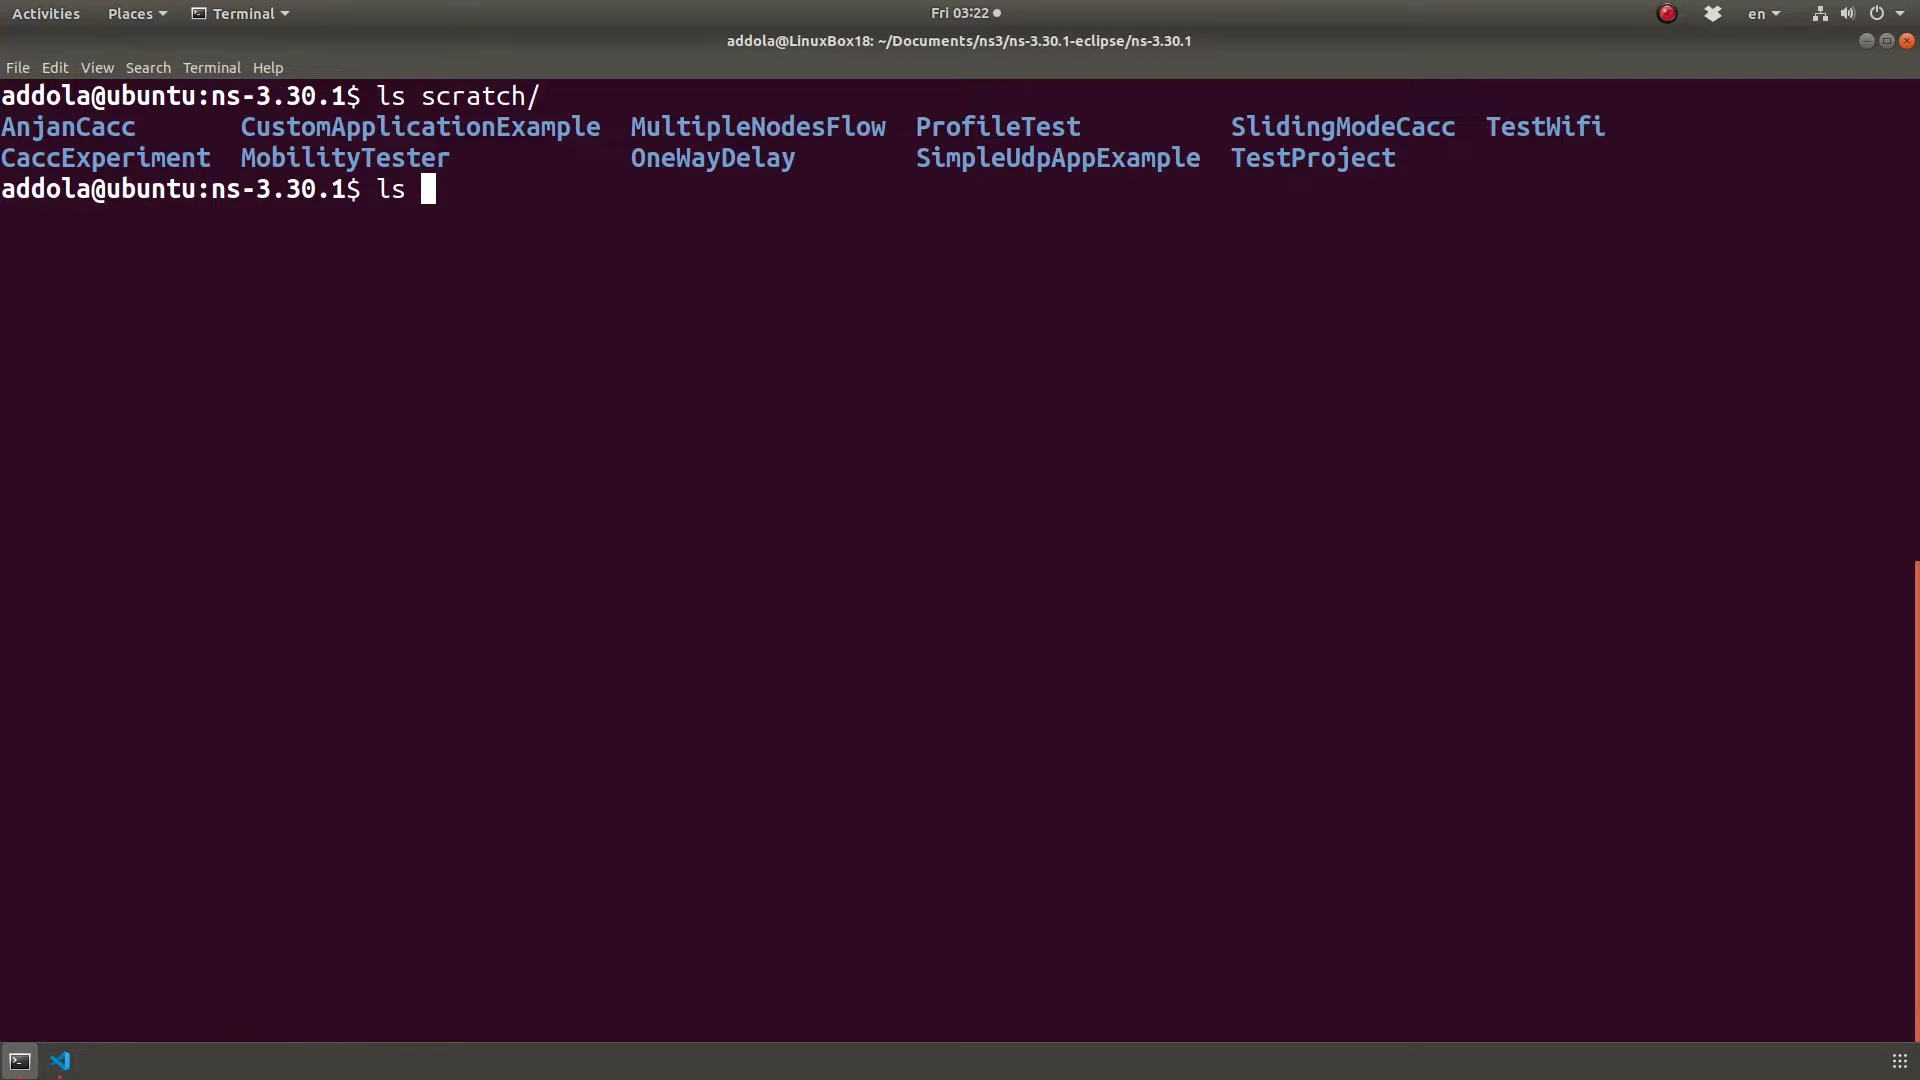 Activities Places Terminal Fri 03:22 en
addola@LinuxBox18: ~/Documents/ns3/ns-3.30.1-eclipse/ns-3.30.1
File Edit View Search Terminal Help
addola@ubuntu:ns-3.30.1$ ls scratch/
AnjanCacc CustomApplicationExample MultipleNodesFlow ProfileTest SlidingModeCacc TestWifi
CaccExperiment MobilityTester OneWayDelay SimpleUdpAppExample TestProject
addola@ubuntu:ns-3.30.1$ ls